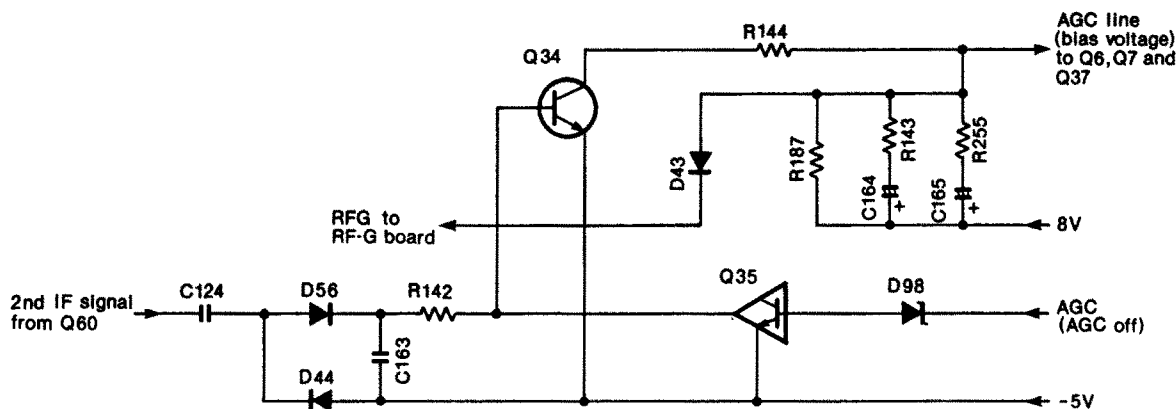 AGC line
(bias voltage)
to Q6, Q7 and
Q37
R144
Q34
D43
R187
R143
R255
C164
+
C165
+
RFG to
RF-G board
8V
Q35
2nd IF signal
from Q60
C124
D56
R142
D98
AGC
(AGC off)
C163
D44
-5V